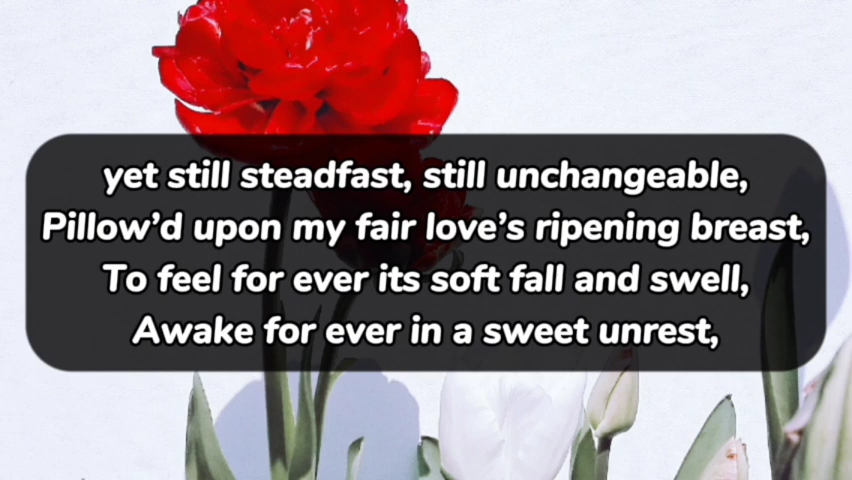 yet still steadfast, still unchangeable,
Pillow’d upon my fair love’s ripening breast,
To feel for ever its soft fall and swell,
Awake for ever in a sweet unrest,